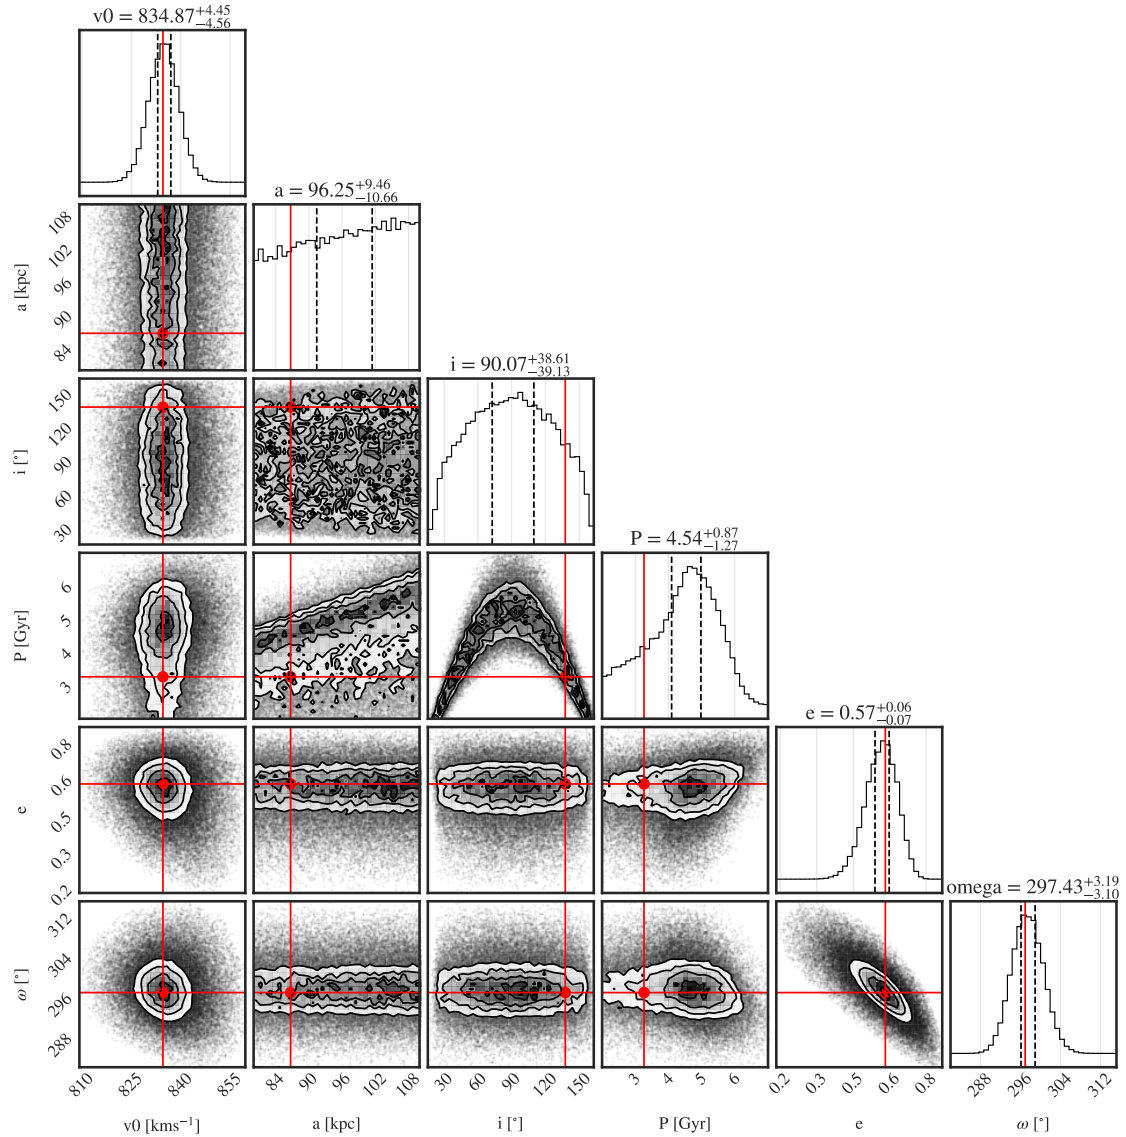 v0 = 834.87+4.45 −4.56
a = 96.25+9.46 −10.66
108
102
96
90
84
a [kpc]
i = 90.07+38.61 −39.13
150
120
90
60
30
i [°]
P = 4.54+0.87 −1.27
6
5
4
3
P [Gyr]
e = 0.57+0.06 −0.07
0.8
0.6
0.5
0.3
0.2
e
omega = 297.43+3.19 −3.10
312
304
296
288
ω [°]
810 825 840 855 84 90 96 102 108 30 60 90 120 150 3 4 5 6 0.2 0.3 0.5 0.6 0.8 288 296 304 312
v0 [kms−1] a [kpc] i [°] P [Gyr] e ω [°]